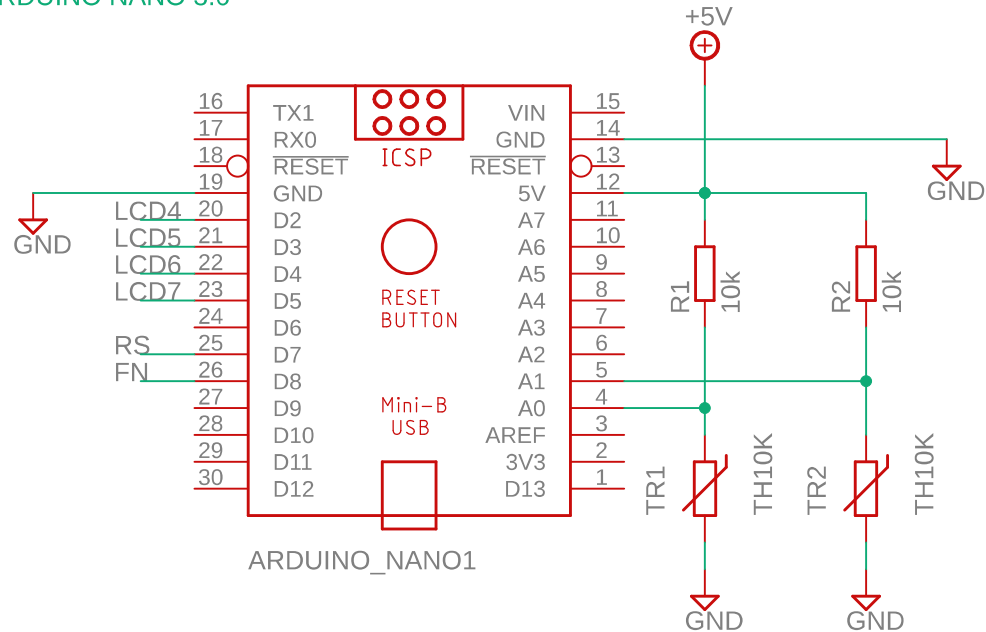 ARDUINO NANO 3.0
+5V
16 TX1
17 RX0
18 RESET
19 GND
20 D2
21 D3
22 D4
23 D5
24 D6
25 D7
26 D8
27 D9
28 D10
29 D11
30 D12
VIN 15
GND 14
RESET 13
5V 12
A7 11
A6 10
A5 9
A4 8
A3 7
A2 6
A1 5
A0 4
AREF 3
3V3 2
D13 1
ICSP
RESET
BUTTON
Mini-B
USB
GND
LCD4
LCD5
LCD6
LCD7
RS
FN
GND
R1 10k
R2 10k
TR1 TH10K
TR2 TH10K
ARDUINO_NANO1
GND
GND